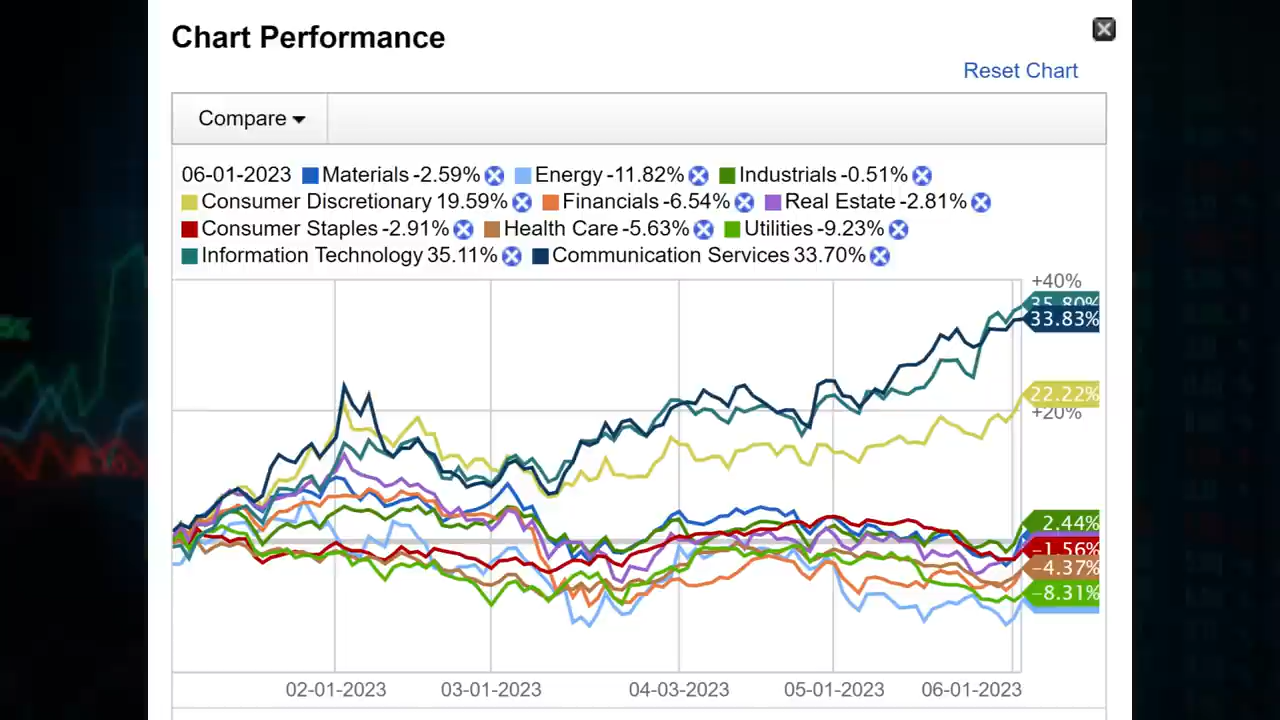 Chart Performance
Reset Chart
Compare
06-01-2023 Materials -2.59% Energy -11.82% Industrials -0.51%
Consumer Discretionary 19.59% Financials -6.54% Real Estate -2.81%
Consumer Staples -2.91% Health Care -5.63% Utilities -9.23%
Information Technology 35.11% Communication Services 33.70%
+40%
35.80%
33.83%
22.22%
+20%
2.44%
-1.56%
-4.37%
-8.31%
02-01-2023 03-01-2023 04-03-2023 05-01-2023 06-01-2023